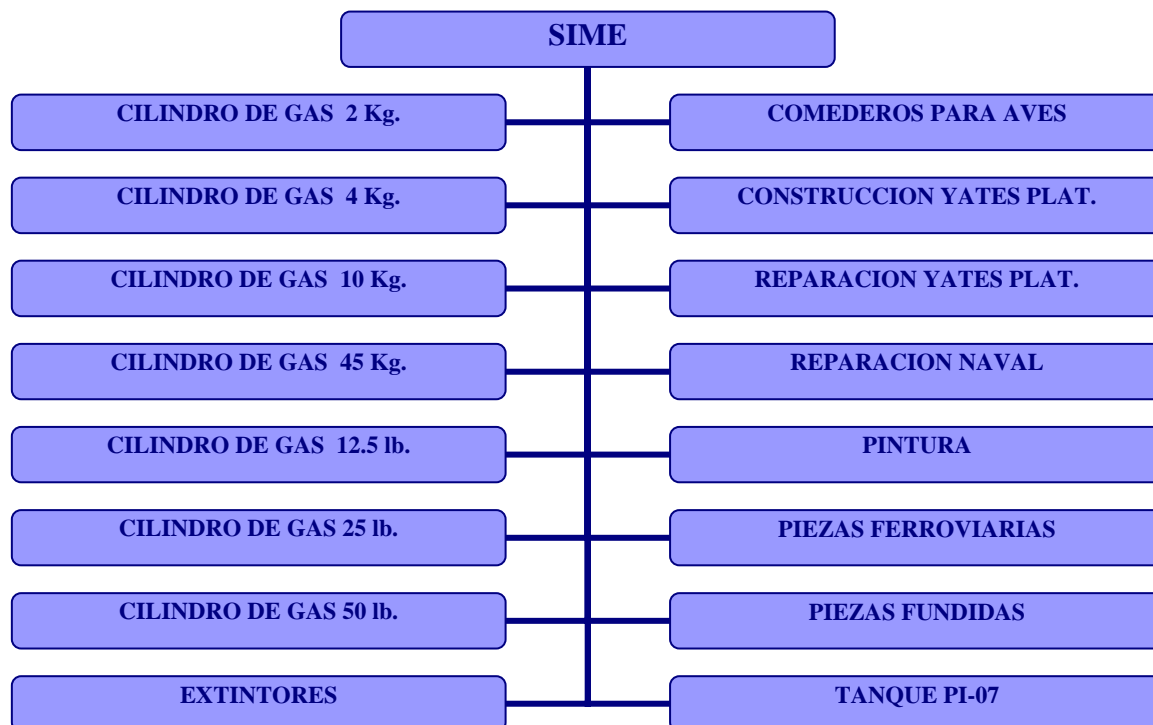 SIME
CILINDRO DE GAS 2 Kg.
COMEDEROS PARA AVES
CILINDRO DE GAS 4 Kg.
CONSTRUCCION YATES PLAT.
CILINDRO DE GAS 10 Kg.
REPARACION YATES PLAT.
CILINDRO DE GAS 45 Kg.
REPARACION NAVAL
CILINDRO DE GAS 12.5 lb.
PINTURA
CILINDRO DE GAS 25 lb.
PIEZAS FERROVIARIAS
CILINDRO DE GAS 50 lb.
PIEZAS FUNDIDAS
EXTINTORES
TANQUE PI-07